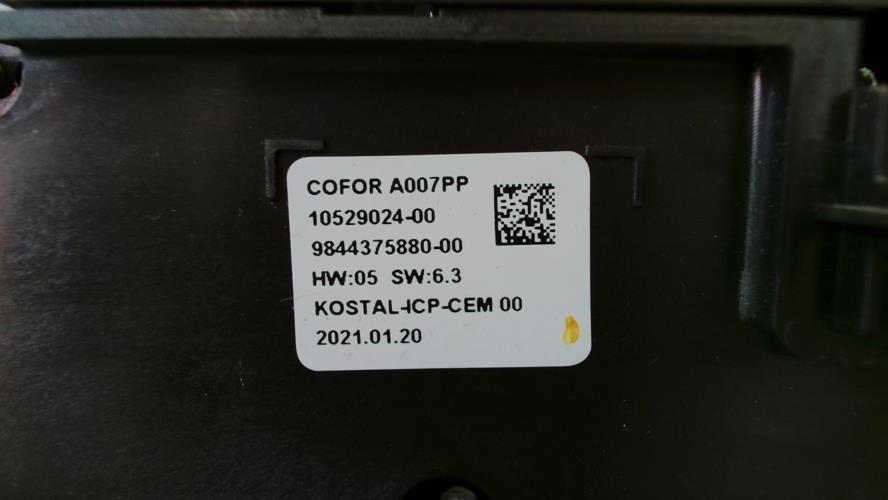 COFOR A007PP
10529024-00
9844375880-00
HW:05 SW:6.3
KOSTAL-ICP-CEM 00
2021.01.20